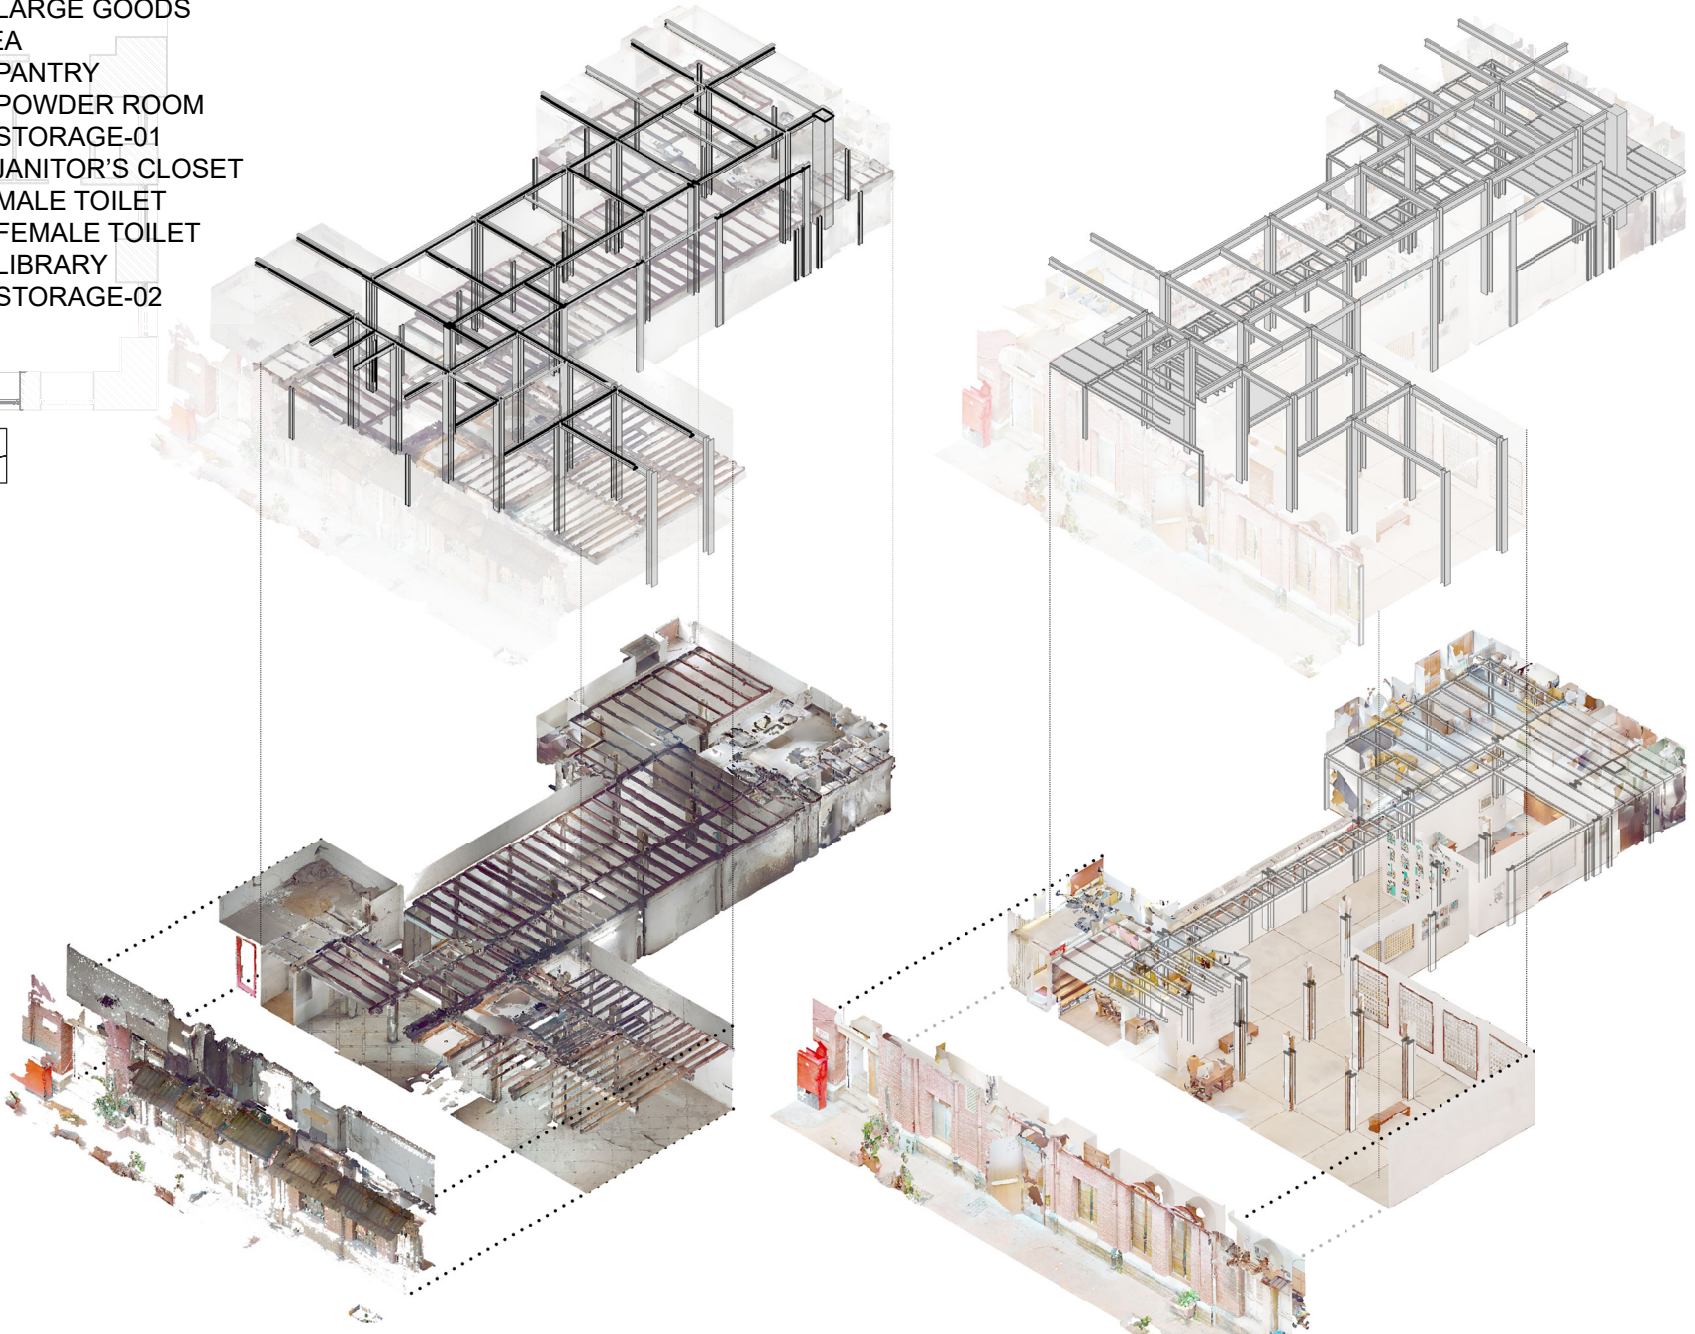 LARGE GOODS
EA
PANTRY
POWDER ROOM
STORAGE-01
JANITOR’S CLOSET
MALE TOILET
FEMALE TOILET
LIBRARY
STORAGE-02